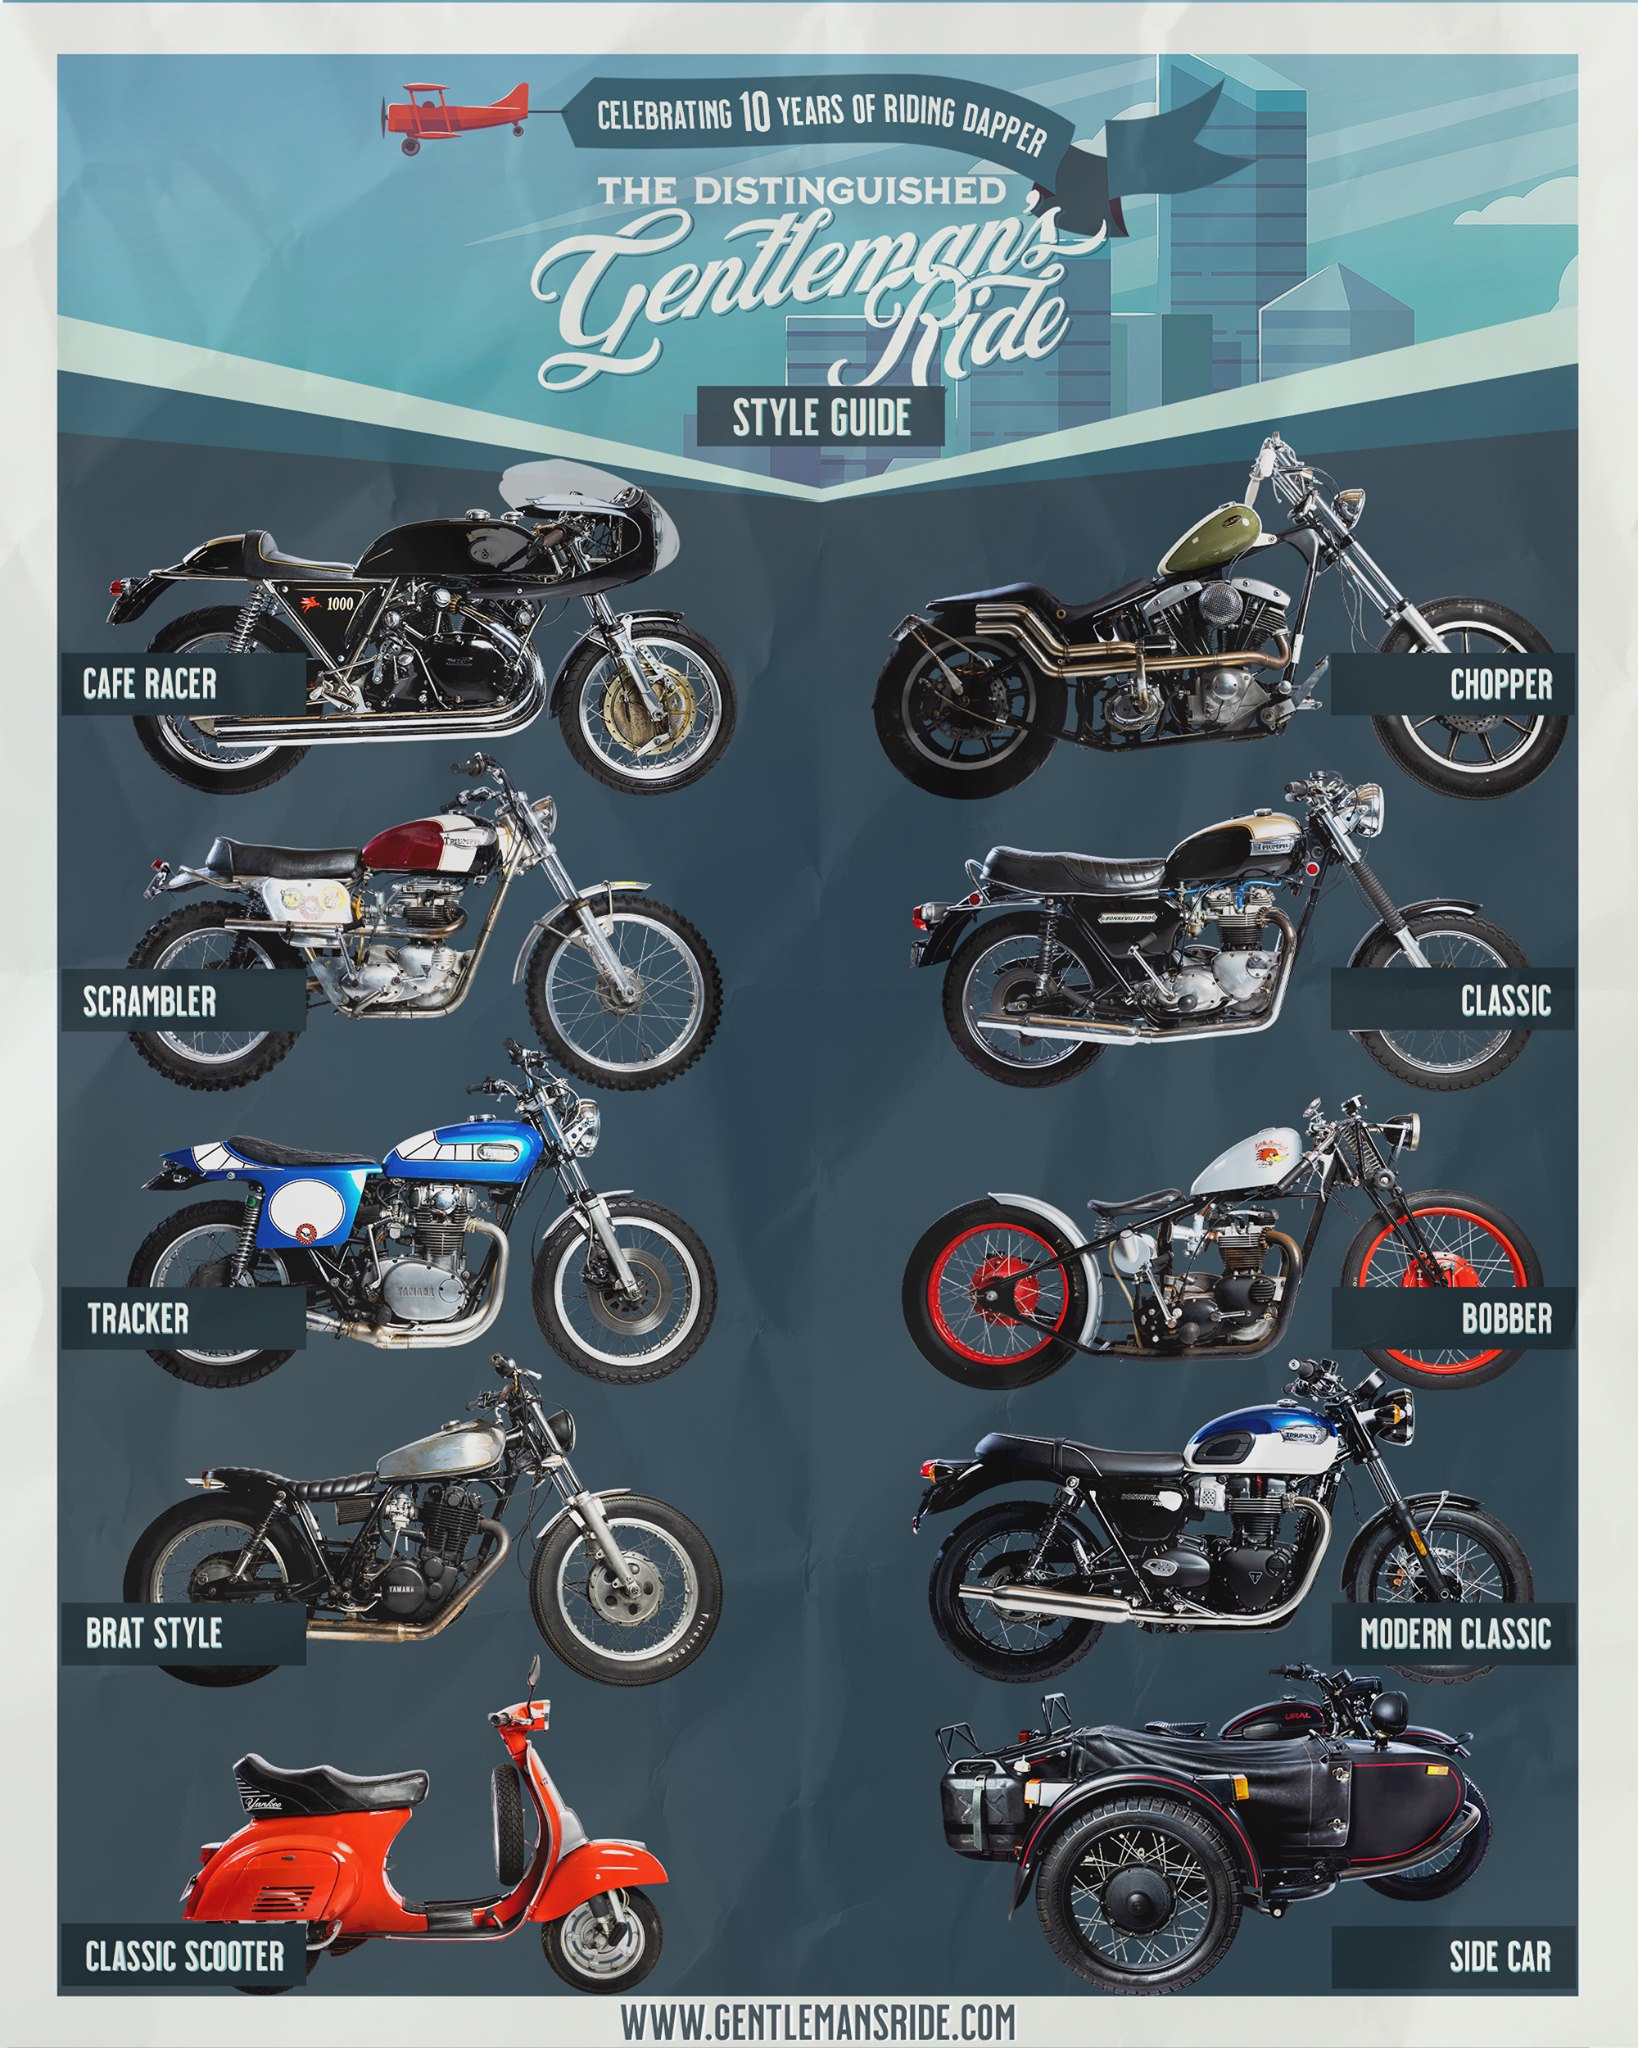 CELEBRATING 10 YEARS OF RIDING DAPPER
THE DISTINGUISHED
Gentleman's
Ride
STYLE GUIDE
1000
CAFE RACER
CHOPPER
TRIUMPH
SCRAMBLER
TRIUMPH
BONNEVILLE 750
CLASSIC
YAMAHA
TRACKER
BOBBER
YAMAHA
Firestone
BRAT STYLE
TRIUMPH
BONNEVILLE
MODERN CLASSIC
Yankee
CLASSIC SCOOTER
URAL
SIDE CAR
WWW.GENTLEMANSRIDE.COM